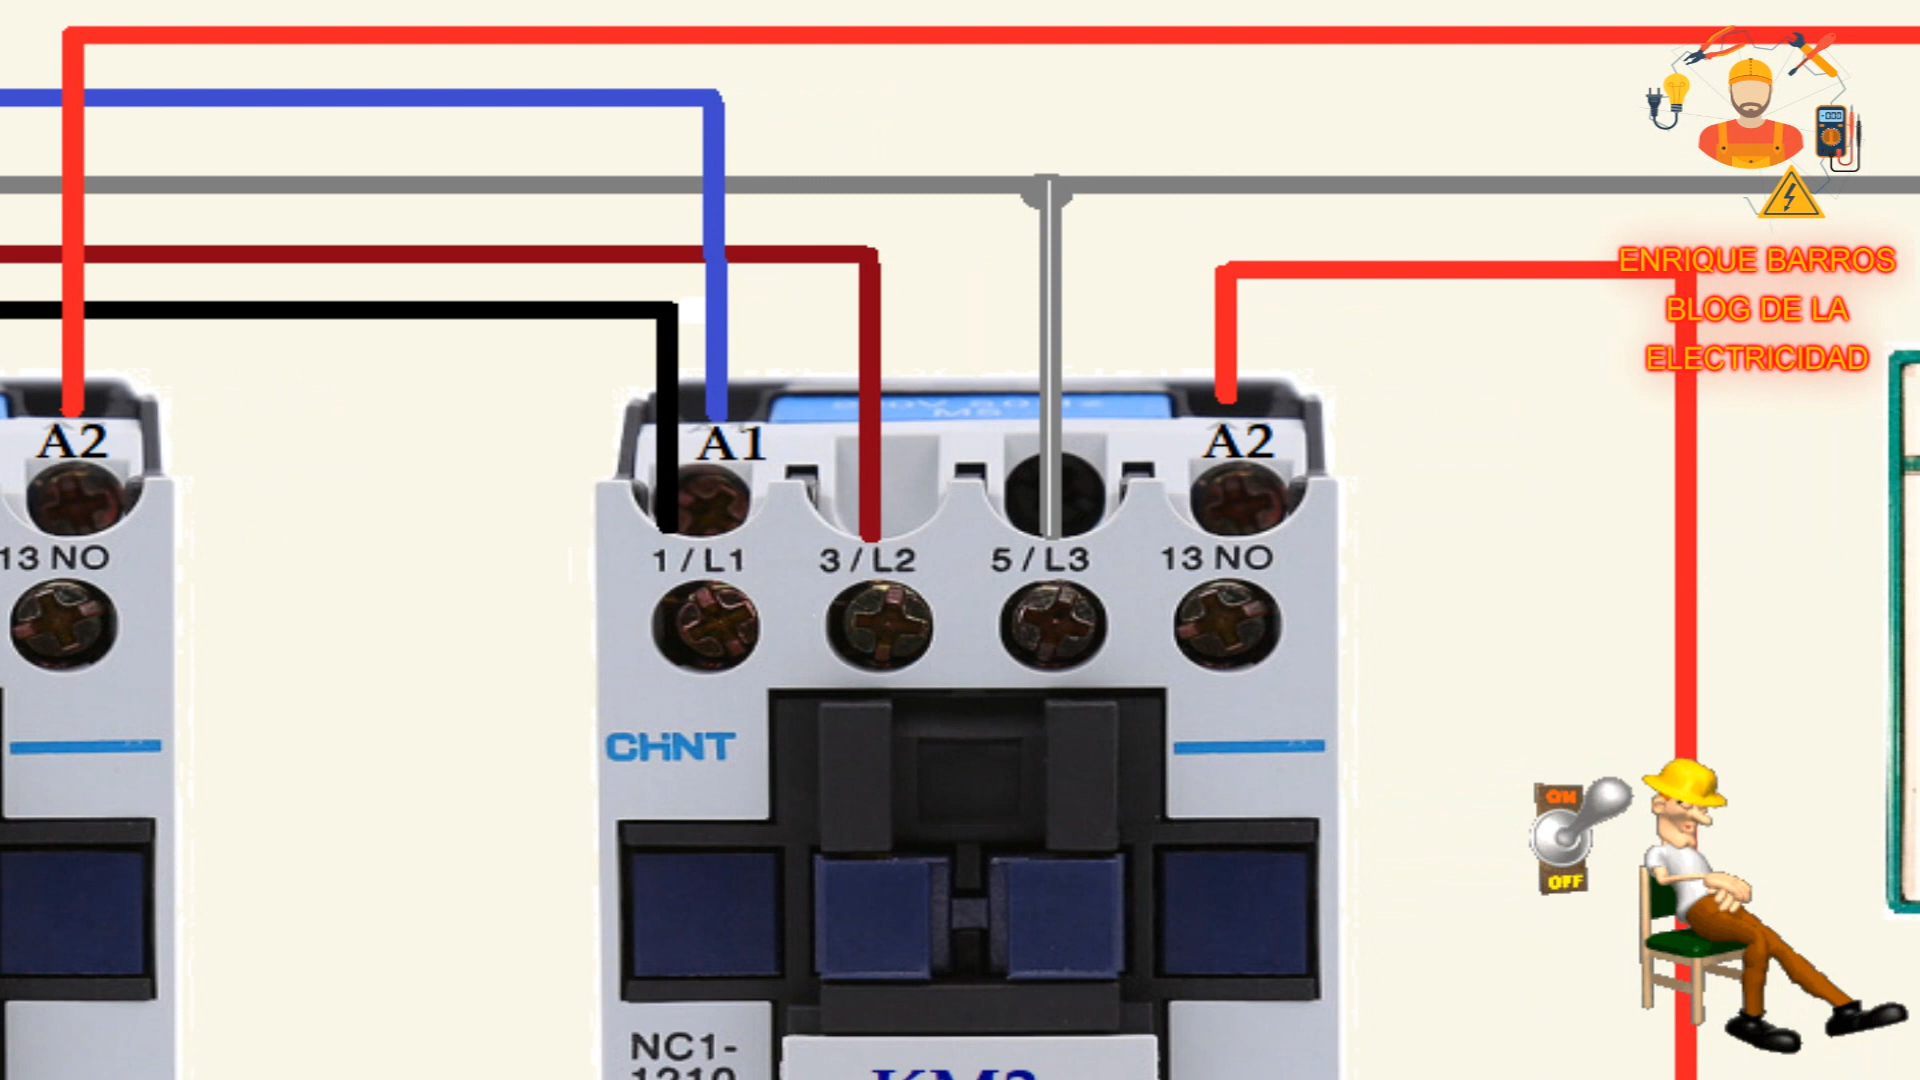 ENRIQUE BARROS
BLOG DE LA
ELECTRICIDAD
A2
A1
A2
13 NO
1 / L1
3 / L2
5 / L3
13 NO
CHINT
ON
OFF
NC1-
1210